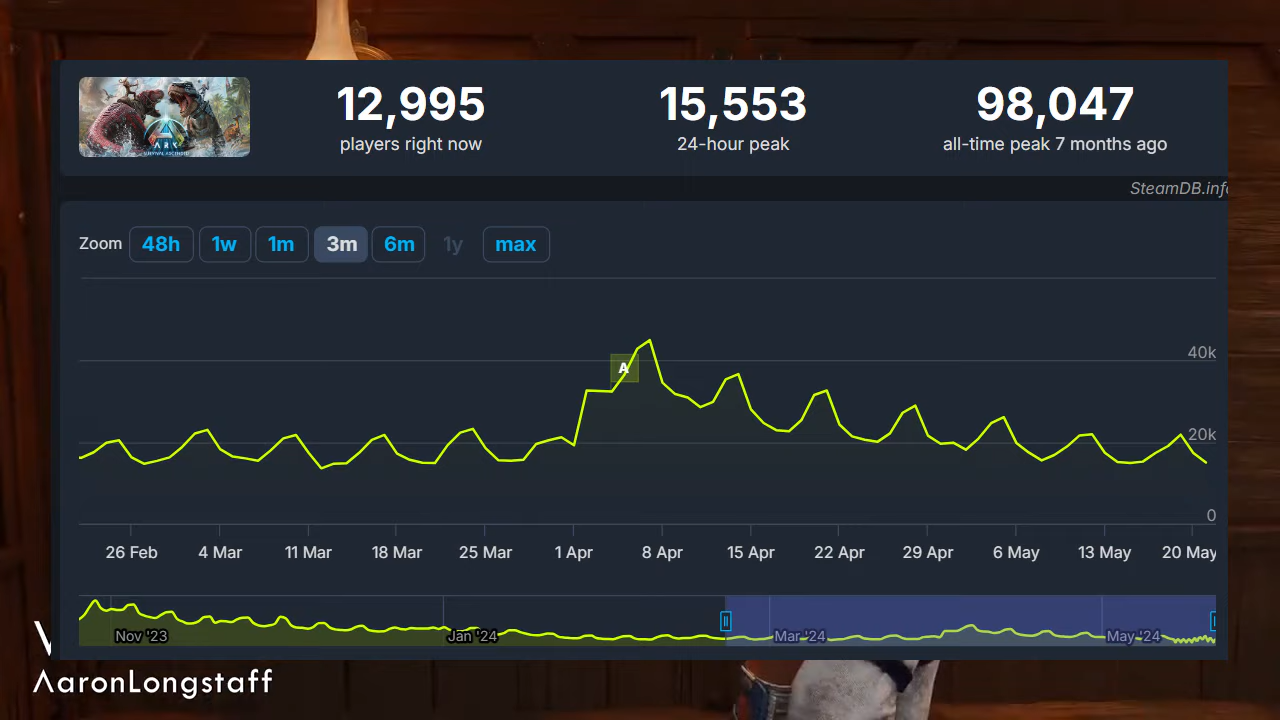 12,995
players right now
15,553
24-hour peak
98,047
all-time peak 7 months ago
ARK
SURVIVAL ASCENDED
SteamDB.info
Zoom 48h 1w 1m 3m 6m 1y max
A
40k
20k
0
26 Feb 4 Mar 11 Mar 18 Mar 25 Mar 1 Apr 8 Apr 15 Apr 22 Apr 29 Apr 6 May 13 May 20 May
Nov '23 Jan '24 Mar '24 May '24
AaronLongstaff